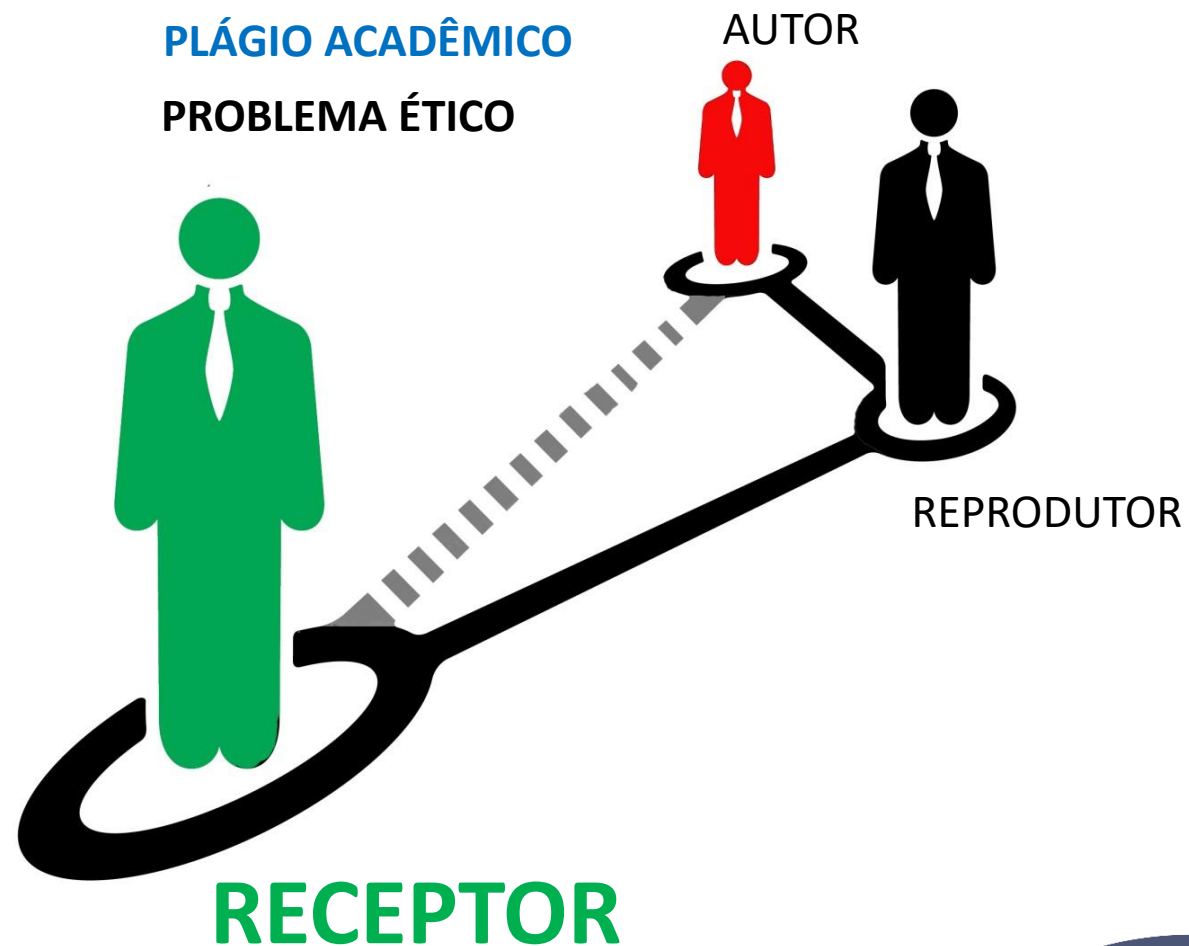 PLÁGIO ACADÊMICO
PROBLEMA ÉTICO
AUTOR
REPRODUTOR
RECEPTOR